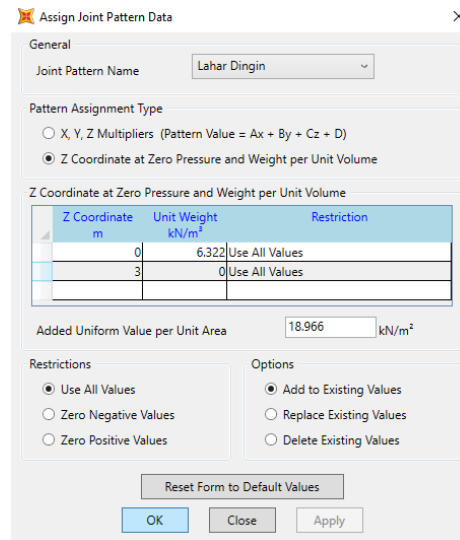 Assign Joint Pattern Data
General
Joint Pattern Name Lahar Dingin
Pattern Assignment Type
X, Y, Z Multipliers (Pattern Value = Ax + By + Cz + D)
Z Coordinate at Zero Pressure and Weight per Unit Volume
Z Coordinate at Zero Pressure and Weight per Unit Volume
Z Coordinate Unit Weight Restriction
m kN/m³
0 6.322 Use All Values
3 0 Use All Values
Added Uniform Value per Unit Area 18.966 kN/m²
Restrictions Options
Use All Values Add to Existing Values
Zero Negative Values Replace Existing Values
Zero Positive Values Delete Existing Values
Reset Form to Default Values
OK Close Apply